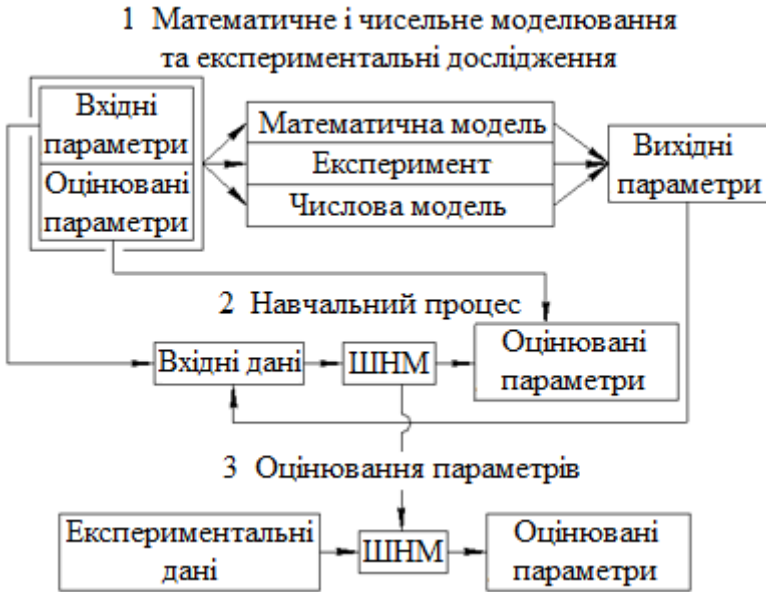 1 Математичне і чисельне моделювання
та експериментальні дослідження
Вхідні
параметри
Оцінювані
параметри
Математична модель
Експеримент
Числова модель
Вихідні
параметри
2 Навчальний процес
Вхідні дані
ШНМ
Оцінювані
параметри
3 Оцінювання параметрів
Експериментальні
дані
ШНМ
Оцінювані
параметри